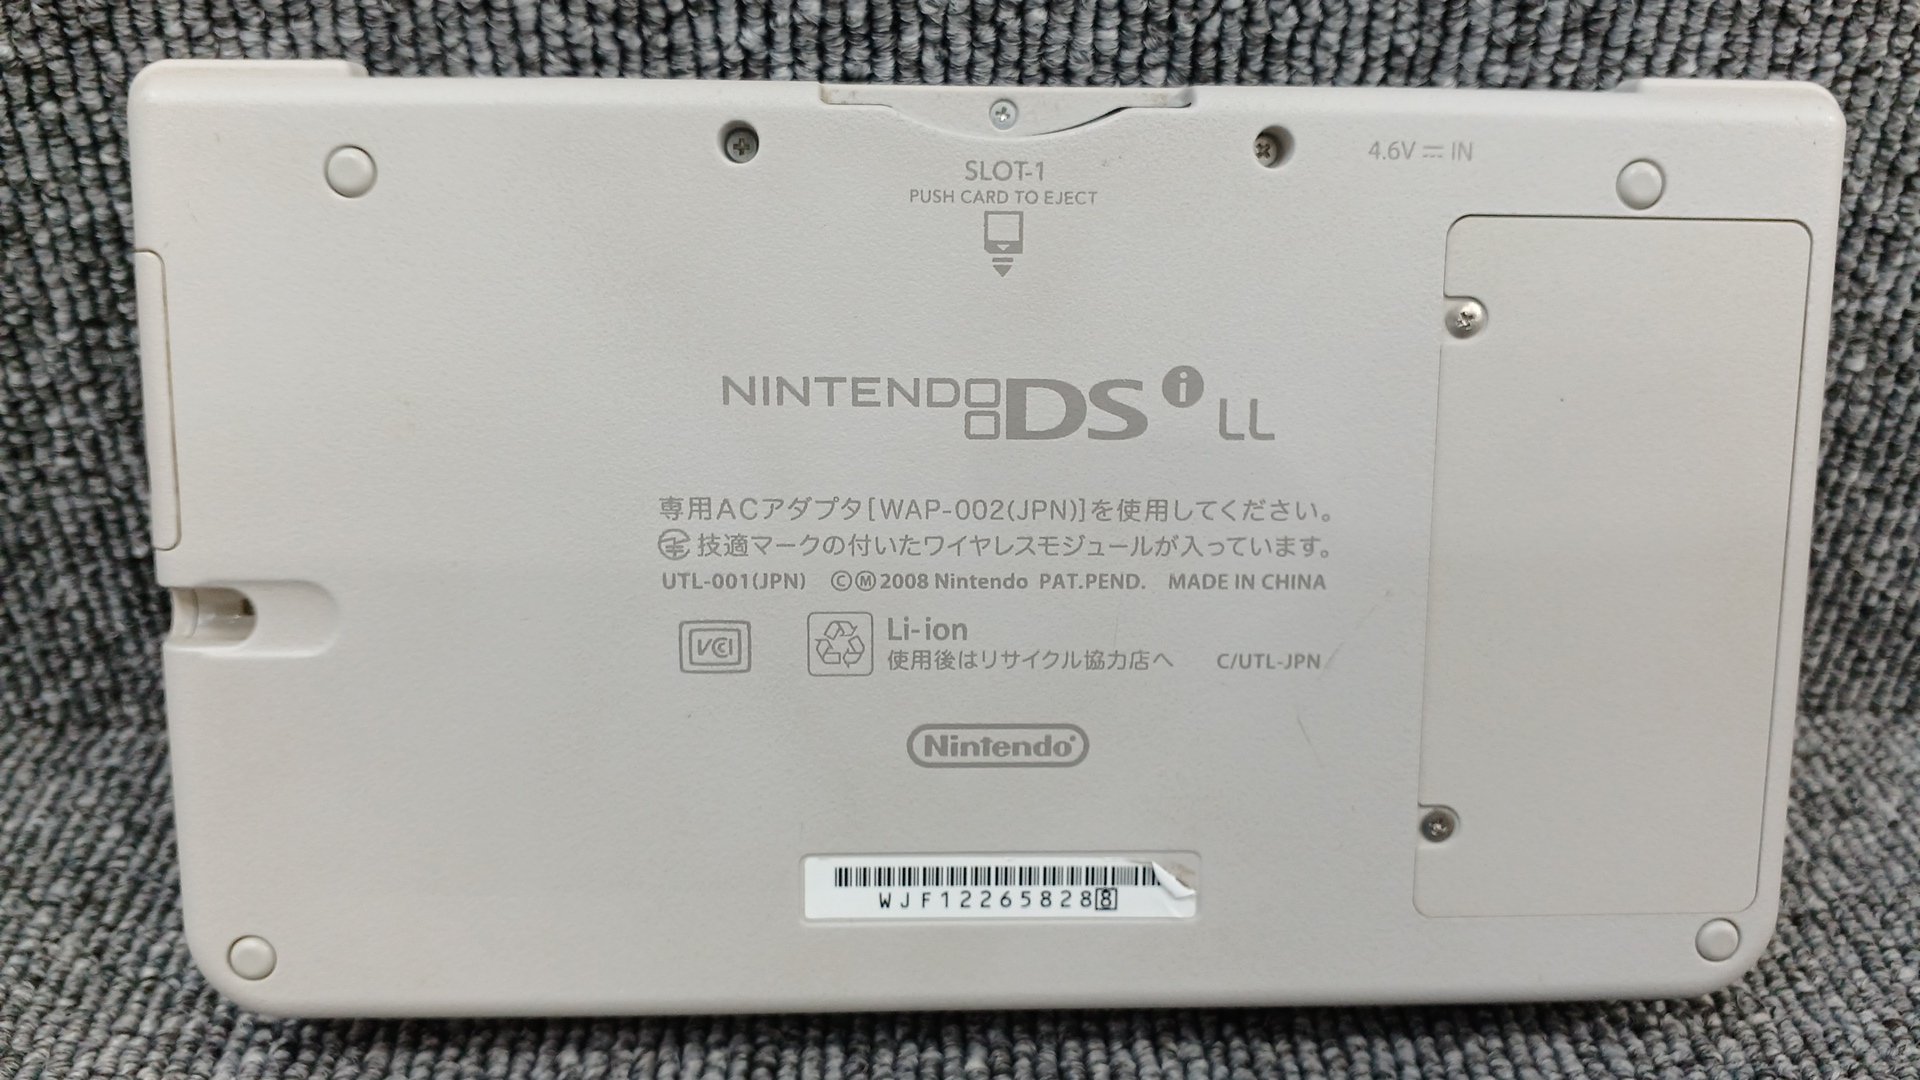 4.6V ⎓ IN
SLOT-1
PUSH CARD TO EJECT
NINTENDO DSi LL
専用ACアダプタ[WAP-002(JPN)]を使用してください。
技適マークの付いたワイヤレスモジュールが入っています。
UTL-001(JPN) ©Ⓜ2008 Nintendo PAT.PEND. MADE IN CHINA
VCCI
Li-ion
使用後はリサイクル協力店へ C/UTL-JPN
Nintendo®
WJF122658288